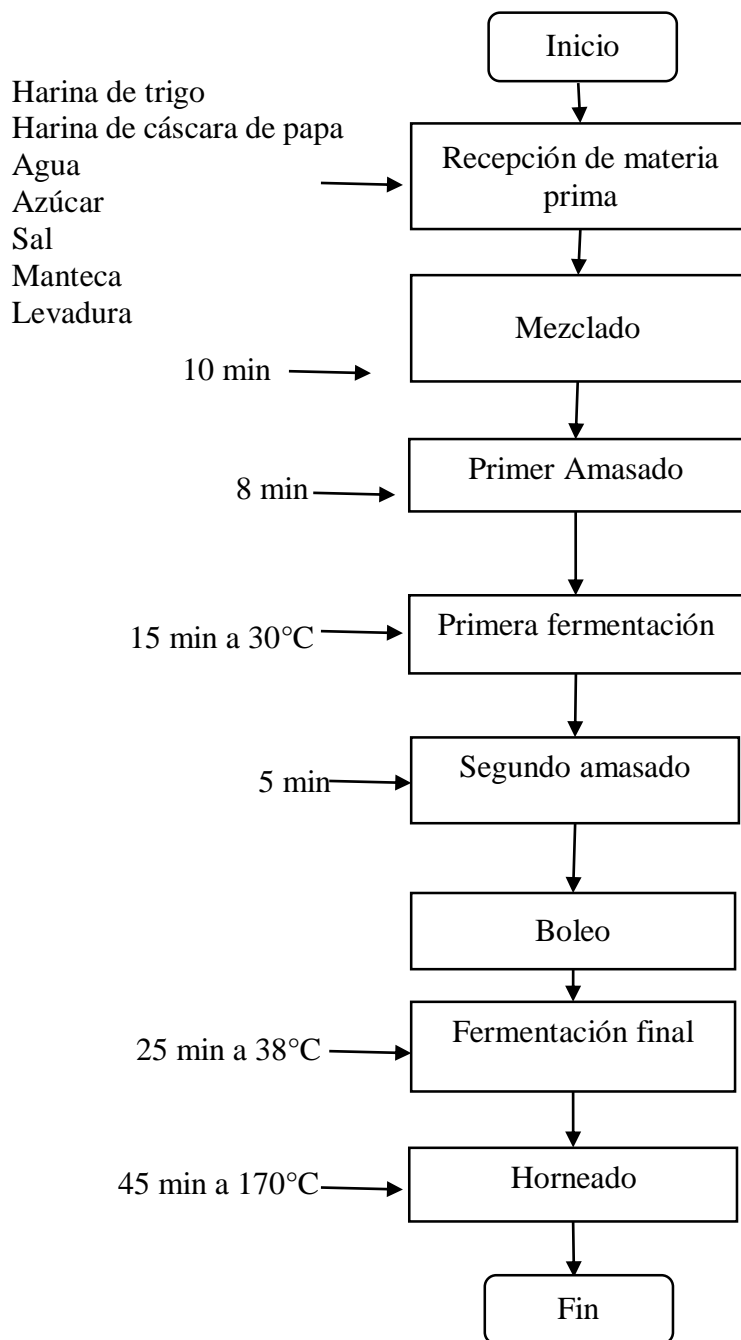 Inicio
Harina de trigo
Harina de cáscara de papa
Agua
Azúcar
Sal
Manteca
Levadura
Recepción de materia
prima
Mezclado
10 min
Primer Amasado
8 min
Primera fermentación
15 min a 30°C
Segundo amasado
5 min
Boleo
Fermentación final
25 min a 38°C
Horneado
45 min a 170°C
Fin